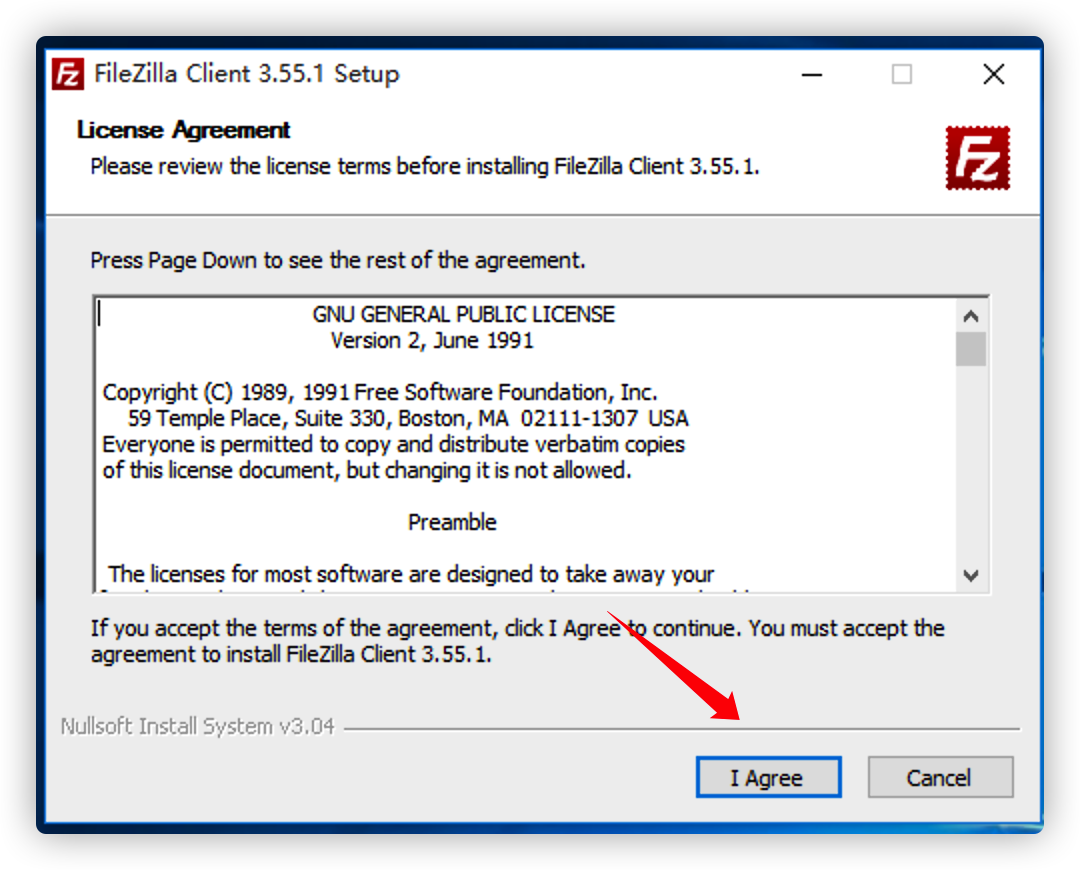 FileZilla Client 3.55.1 Setup
License Agreement
Please review the license terms before installing FileZilla Client 3.55.1.
Press Page Down to see the rest of the agreement.
GNU GENERAL PUBLIC LICENSE
Version 2, June 1991
Copyright (C) 1989, 1991 Free Software Foundation, Inc.
59 Temple Place, Suite 330, Boston, MA 02111-1307 USA
Everyone is permitted to copy and distribute verbatim copies
of this license document, but changing it is not allowed.
Preamble
The licenses for most software are designed to take away your
If you accept the terms of the agreement, click I Agree to continue. You must accept the
agreement to install FileZilla Client 3.55.1.
Nullsoft Install System v3.04
I Agree
Cancel